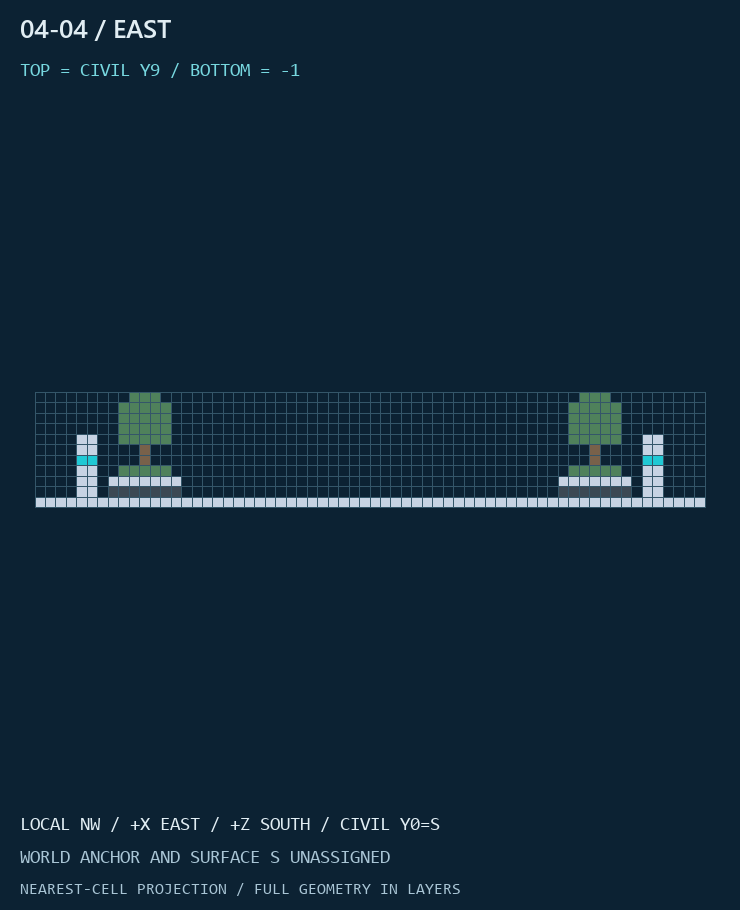 04-04 / EAST
TOP = CIVIL Y9 / BOTTOM = -1
LOCAL NW / +X EAST / +Z SOUTH / CIVIL Y0=S
WORLD ANCHOR AND SURFACE S UNASSIGNED
NEAREST-CELL PROJECTION / FULL GEOMETRY IN LAYERS